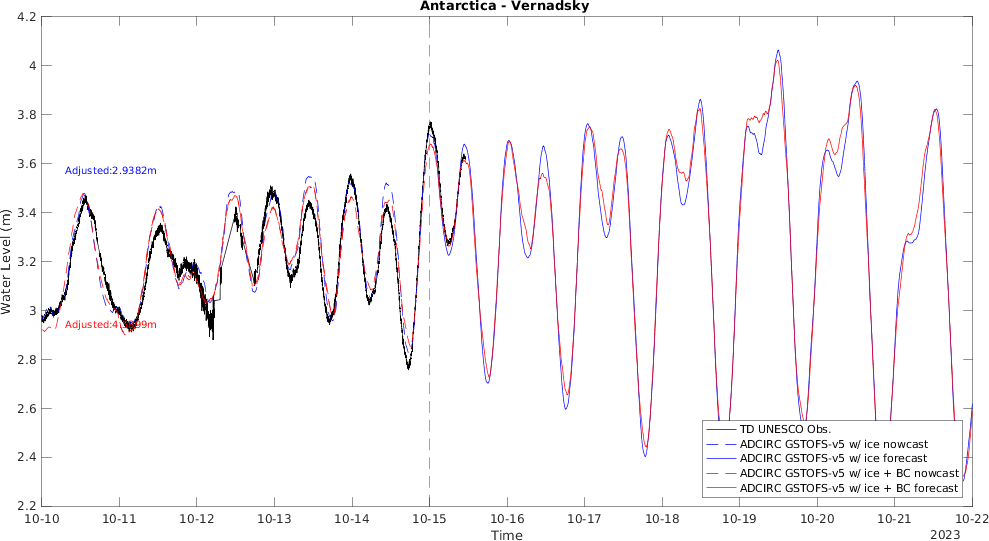 Antarctica - Vernadsky
4.2
4
3.8
3.6
3.4
3.2
3
2.8
2.6
2.4
2.2
Water Level (m)
Adjusted:2.9382m
10-10
10-11
10-12
10-13
10-14
10-15
10-16
10-17
10-18
10-19
10-20
10-21
10-22
Time
2023
TD UNESCO Obs.
ADCIRC GSTOFS-v5 w/ ice nowcast
ADCIRC GSTOFS-v5 w/ ice forecast
ADCIRC GSTOFS-v5 w/ ice + BC nowcast
ADCIRC GSTOFS-v5 w/ ice + BC forecast